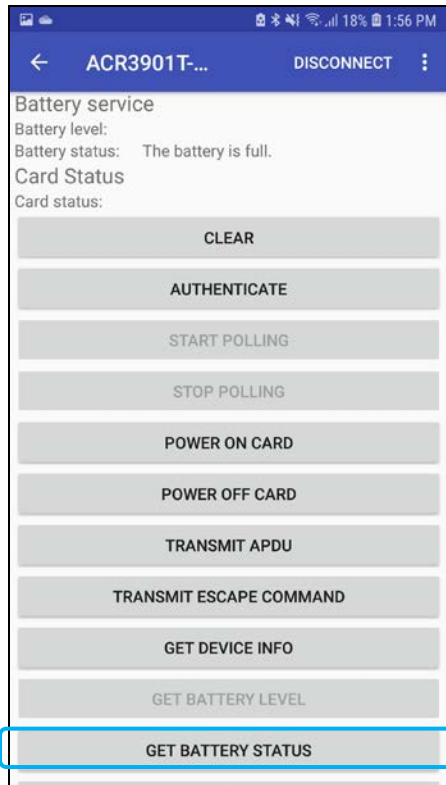 18% 1:56 PM
ACR3901T-... DISCONNECT
Battery service
Battery level:
Battery status: The battery is full.
Card Status
Card status:
CLEAR
AUTHENTICATE
START POLLING
STOP POLLING
POWER ON CARD
POWER OFF CARD
TRANSMIT APDU
TRANSMIT ESCAPE COMMAND
GET DEVICE INFO
GET BATTERY LEVEL
GET BATTERY STATUS